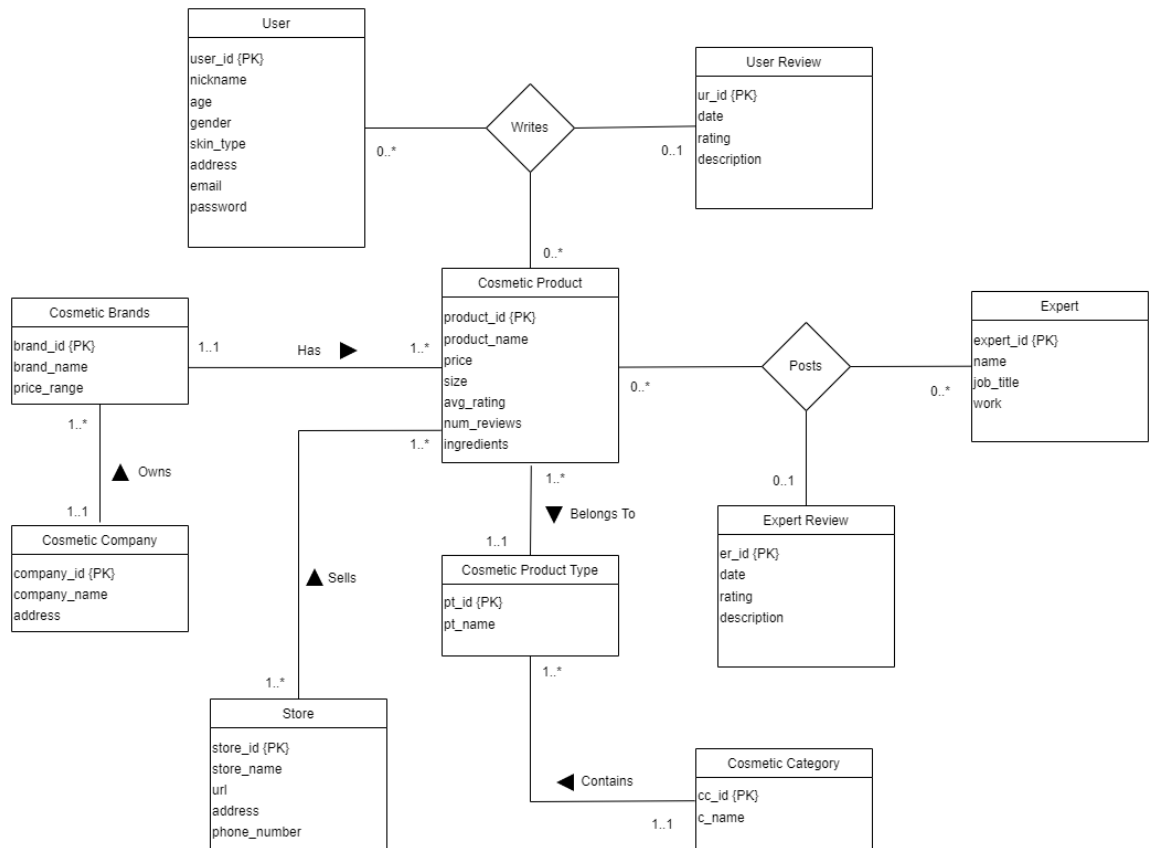 User
user_id {PK}
nickname
age
gender
skin_type
address
email
password
Writes
0..*
0..1
0..*
User Review
ur_id {PK}
date
rating
description
Cosmetic Brands
brand_id {PK}
brand_name
price_range
1..1
Has
1..*
Cosmetic Product
product_id {PK}
product_name
price
size
avg_rating
num_reviews
ingredients
0..*
Posts
0..*
0..1
Expert
expert_id {PK}
name
job_title
work
1..*
Owns
1..1
Cosmetic Company
company_id {PK}
company_name
address
1..*
Sells
1..*
1..*
Belongs To
1..1
Cosmetic Product Type
pt_id {PK}
pt_name
Expert Review
er_id {PK}
date
rating
description
Store
store_id {PK}
store_name
url
address
phone_number
1..*
Contains
1..1
Cosmetic Category
cc_id {PK}
c_name